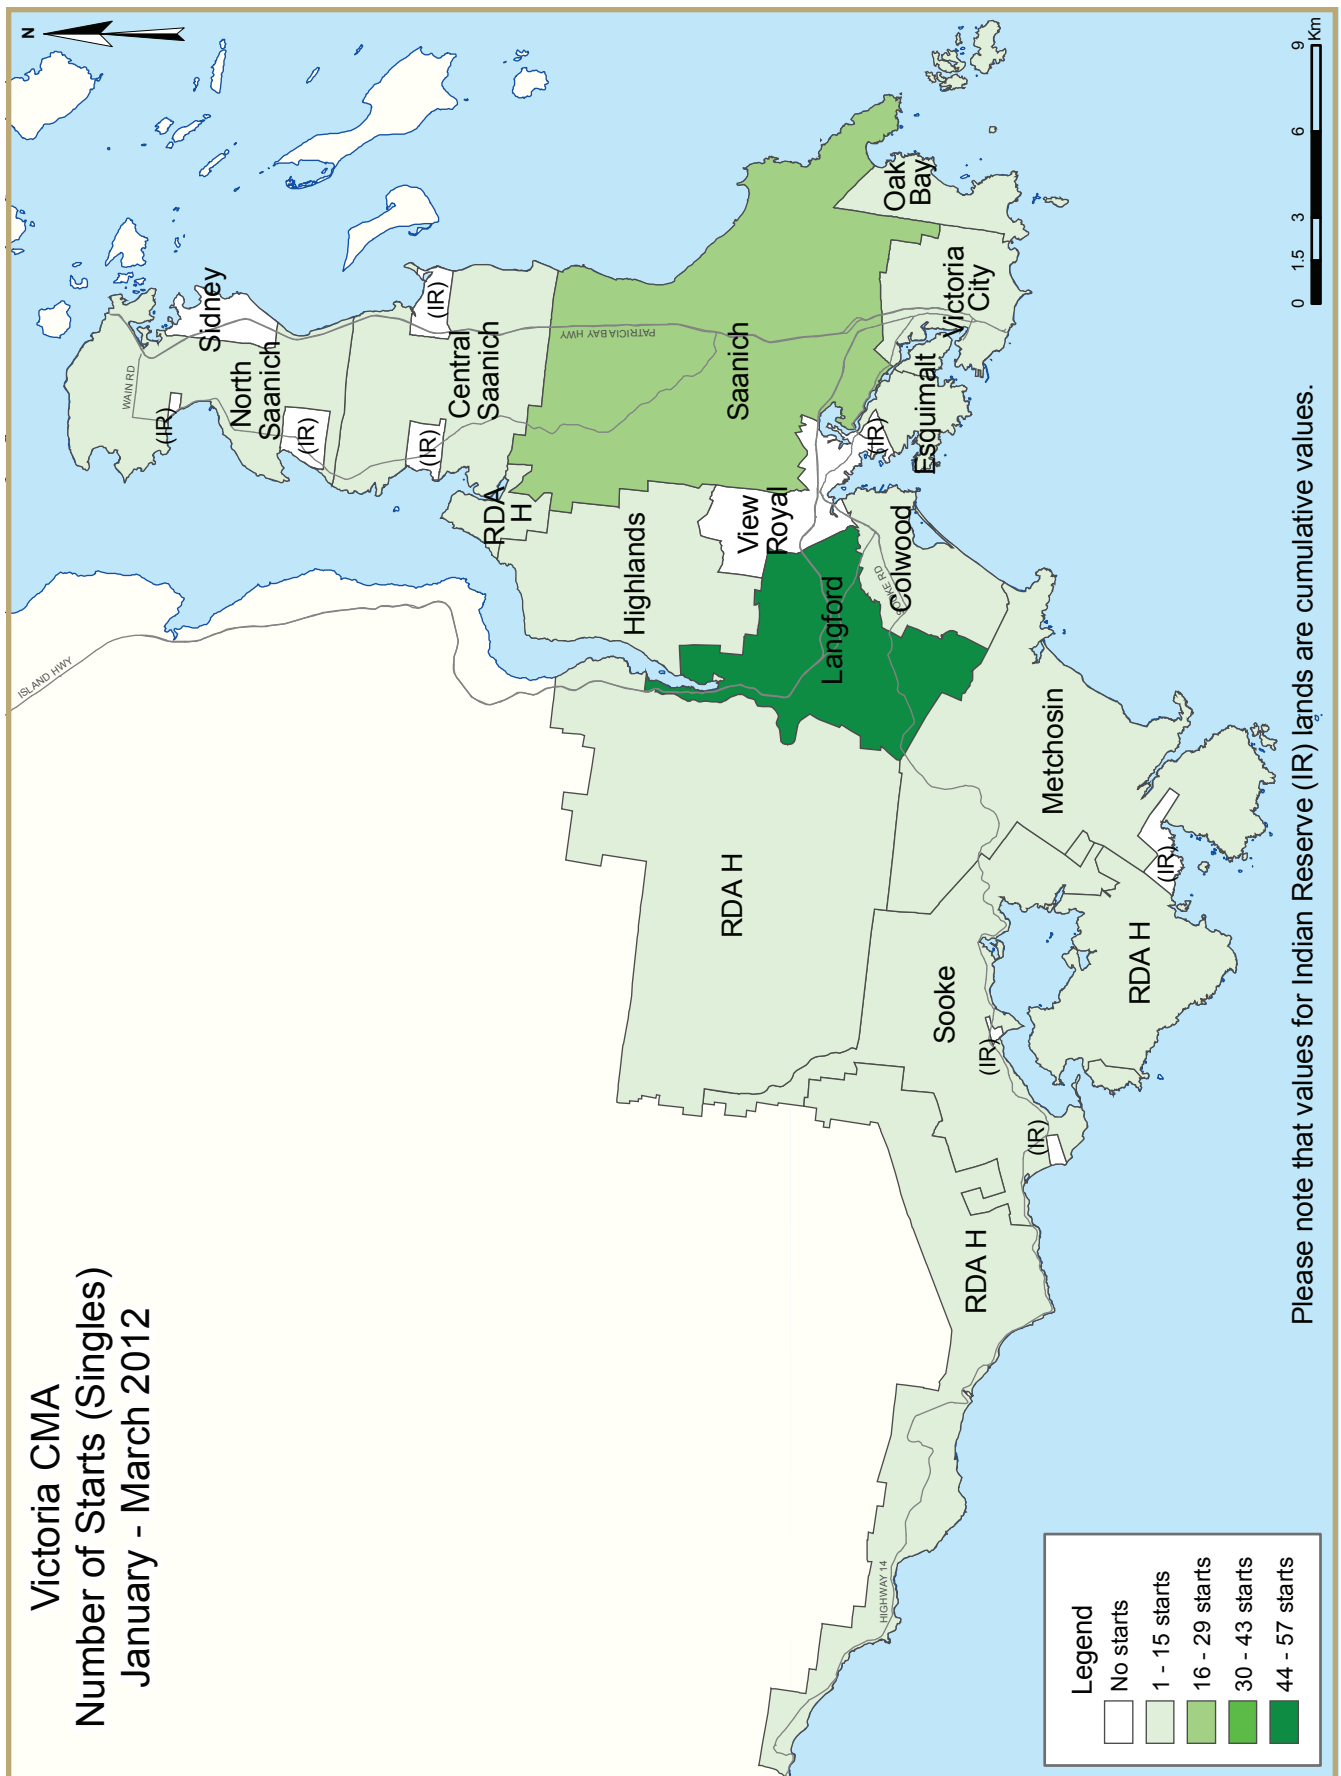 Victoria CMA
Number of Starts (Singles)
January - March 2012
N
ISLAND HWY
WAIN RD
Sidney
North
Saanich
(IR)
(IR)
(IR)
(IR)
Central
Saanich
PATRICIA BAY HWY
RDA
H
Saanich
Highlands
View
Royal
(IR)
Oak
Bay
Victoria
City
Esquimalt
Langford
Colwood
SOOKE RD
Metchosin
(IR)
RDA H
Sooke
(IR)
RDA H
(IR)
RDA H
HIGHWAY 14
Legend
No starts
1 - 15 starts
16 - 29 starts
30 - 43 starts
44 - 57 starts
0 1.5 3 6 9
Km
Please note that values for Indian Reserve (IR) lands are cumulative values.